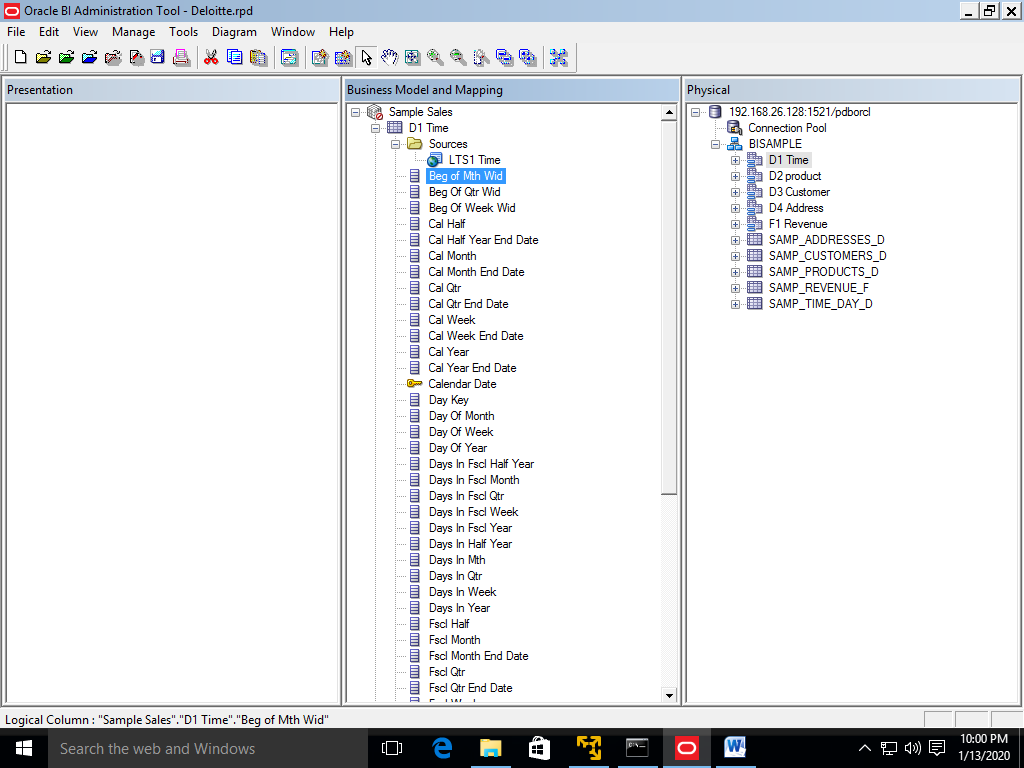 Oracle BI Administration Tool - Deloitte.rpd
File Edit View Manage Tools Diagram Window Help
Presentation
Business Model and Mapping
Sample Sales
D1 Time
Sources
LTS1 Time
Beg of Mth Wid
Beg Of Qtr Wid
Beg Of Week Wid
Cal Half
Cal Half Year End Date
Cal Month
Cal Month End Date
Cal Qtr
Cal Qtr End Date
Cal Week
Cal Week End Date
Cal Year
Cal Year End Date
Calendar Date
Day Key
Day Of Month
Day Of Week
Day Of Year
Days In Fscl Half Year
Days In Fscl Month
Days In Fscl Qtr
Days In Fscl Week
Days In Fscl Year
Days In Half Year
Days In Mth
Days In Qtr
Days In Week
Days In Year
Fscl Half
Fscl Month
Fscl Month End Date
Fscl Qtr
Fscl Qtr End Date
Physical
192.168.26.128:1521/pdborcl
Connection Pool
BISAMPLE
D1 Time
D2 product
D3 Customer
D4 Address
F1 Revenue
SAMP_ADDRESSES_D
SAMP_CUSTOMERS_D
SAMP_PRODUCTS_D
SAMP_REVENUE_F
SAMP_TIME_DAY_D
Logical Column : "Sample Sales"."D1 Time"."Beg of Mth Wid"
Search the web and Windows
10:00 PM
1/13/2020